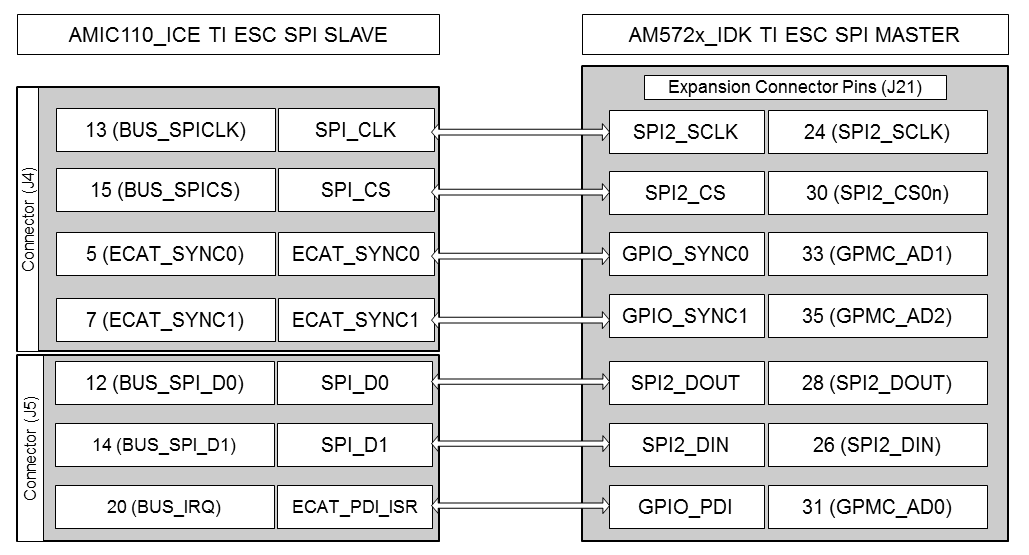 AMIC110_ICE TI ESC SPI SLAVE
AM572x_IDK TI ESC SPI MASTER
Expansion Connector Pins (J21)
Connector (J4)
13 (BUS_SPICLK) SPI_CLK SPI2_SCLK 24 (SPI2_SCLK)
15 (BUS_SPICS) SPI_CS SPI2_CS 30 (SPI2_CS0n)
5 (ECAT_SYNC0) ECAT_SYNC0 GPIO_SYNC0 33 (GPMC_AD1)
7 (ECAT_SYNC1) ECAT_SYNC1 GPIO_SYNC1 35 (GPMC_AD2)
Connector (J5)
12 (BUS_SPI_D0) SPI_D0 SPI2_DOUT 28 (SPI2_DOUT)
14 (BUS_SPI_D1) SPI_D1 SPI2_DIN 26 (SPI2_DIN)
20 (BUS_IRQ) ECAT_PDI_ISR GPIO_PDI 31 (GPMC_AD0)